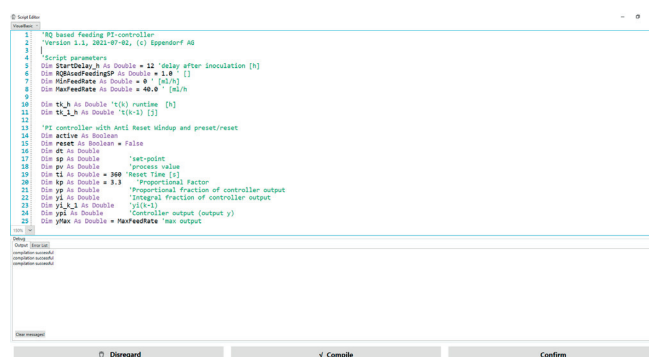 Script Editor
VisualBasic
1 'RQ based feeding PI-controller
2 'Version 1.1, 2021-07-02, (c) Eppendorf AG
3
4 'Script parameters
5 Dim StartDelay_h As Double = 12 'delay after inoculation [h]
6 Dim RQBAsedFeedingSP As Double = 1.0 ' []
7 Dim MinFeedRate As Double = 0 ' [ml/h]
8 Dim MaxFeedRate As Double = 40.0 ' [ml/h
9
10 Dim tk_h As Double 't(k) runtime [h]
11 Dim tk_1_h As Double 't(k-1) [j]
12
13 'PI controller with Anti Reset Windup and preset/reset
14 Dim active As Boolean
15 Dim reset As Boolean = False
16 Dim dt As Double
17 Dim sp As Double 'set-point
18 Dim pv As Double 'process value
19 Dim ti As Double = 360 'Reset Time [s]
20 Dim kp As Double = 3.3 'Proportional Factor
21 Dim yp As Double 'Proportional fraction of controller output
22 Dim yi As Double 'Integral fraction of controller output
23 Dim yi_k_1 As Double 'yi(k-1)
24 Dim ypi As Double 'Controller output (output y)
25 Dim yMax As Double = MaxFeedRate 'max output
Debug
Output Error List
compilation successful
compilation successful
compilation successful
Clear messages
Disregard
√ Compile
Confirm